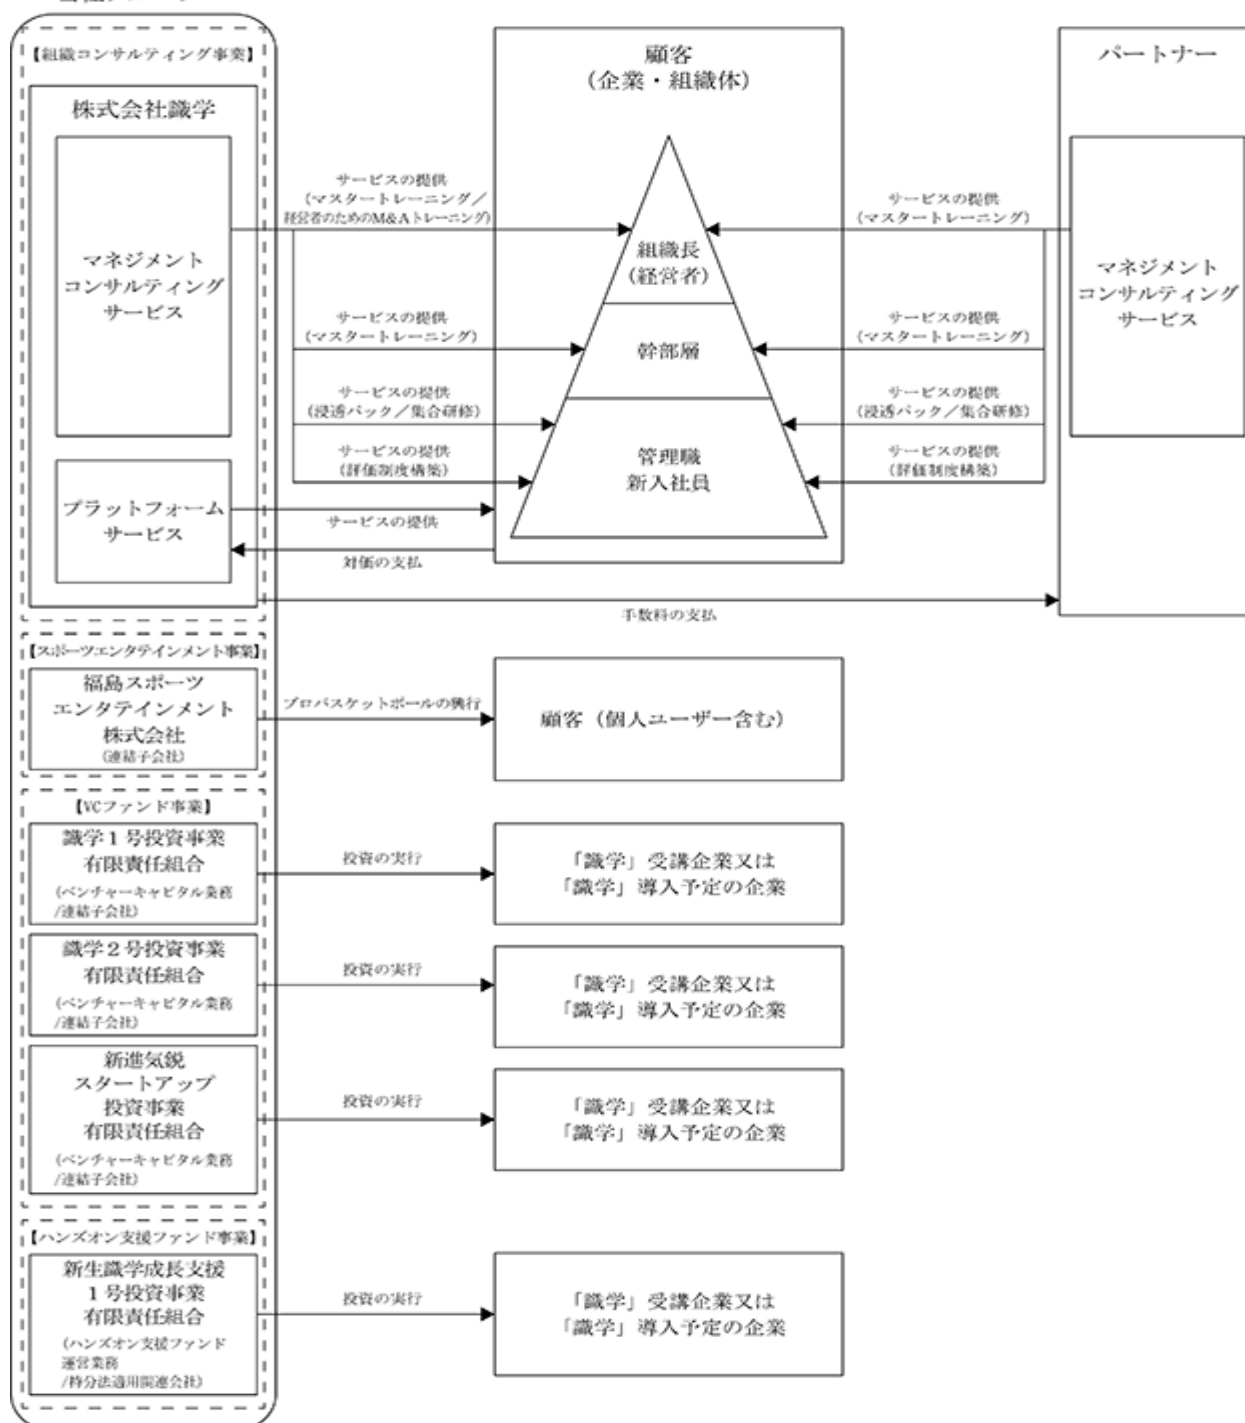 【組織コンサルティング事業】
株式会社識学
マネジメント
コンサルティング
サービス
プラットフォーム
サービス
サービスの提供
(マスタートレーニング／
経営者のためのM&Aトレーニング)
サービスの提供
(マスタートレーニング)
サービスの提供
(浸透パック／集合研修)
サービスの提供
(評価制度構築)
サービスの提供
対価の支払
手数料の支払
顧客
(企業・組織体)
組織長
(経営者)
幹部層
管理職
新入社員
サービスの提供
(マスタートレーニング)
サービスの提供
(マスタートレーニング)
サービスの提供
(浸透パック／集合研修)
サービスの提供
(評価制度構築)
パートナー
マネジメント
コンサルティング
サービス
【スポーツエンタテインメント事業】
福島スポーツ
エンタテインメント
株式会社
(連結子会社)
プロバスケットボールの興行
顧客（個人ユーザー含む）
【VCファンド事業】
識学１号投資事業
有限責任組合
(ベンチャーキャピタル業務
/連結子会社)
投資の実行
「識学」受講企業又は
「識学」導入予定の企業
識学２号投資事業
有限責任組合
(ベンチャーキャピタル業務
/連結子会社)
投資の実行
「識学」受講企業又は
「識学」導入予定の企業
新進気鋭
スタートアップ
投資事業
有限責任組合
(ベンチャーキャピタル業務
/連結子会社)
投資の実行
「識学」受講企業又は
「識学」導入予定の企業
【ハンズオン支援ファンド事業】
新生識学成長支援
１号投資事業
有限責任組合
(ハンズオン支援ファンド
運営業務
/持分法適用関連会社)
投資の実行
「識学」受講企業又は
「識学」導入予定の企業